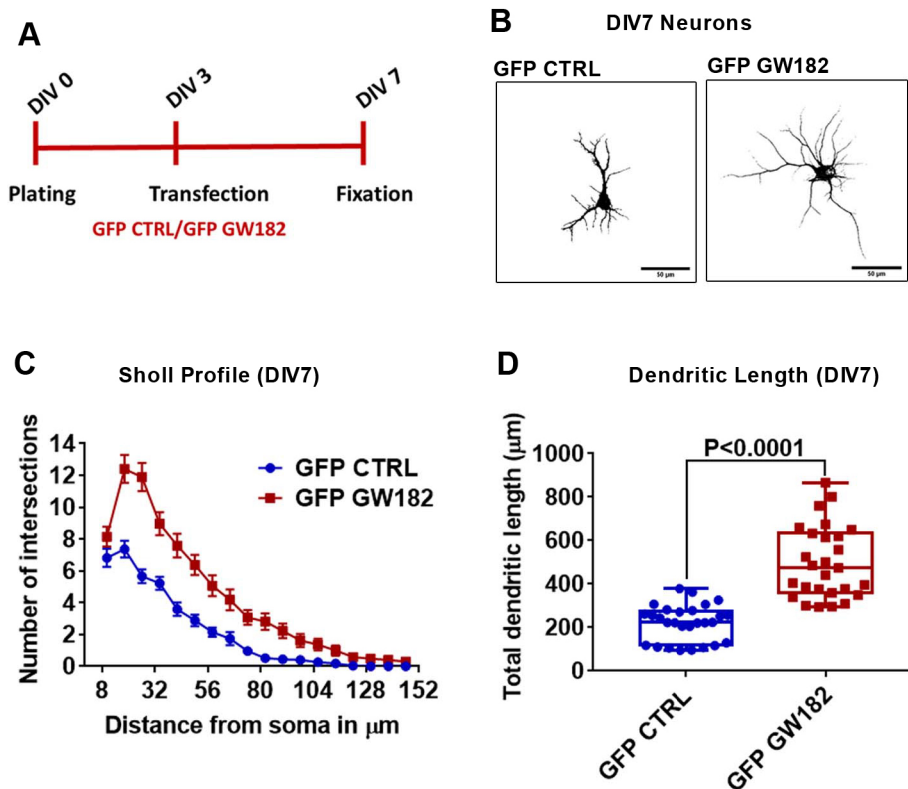 A
DIV 0
DIV 3
DIV 7
Plating
Transfection
Fixation
GFP CTRL/GFP GW182
B
DIV7 Neurons
GFP CTRL
GFP GW182
50 µm
50 µm
C
Sholl Profile (DIV7)
Number of intersections
14
12
10
8
6
4
2
0
GFP CTRL
GFP GW182
8
32
56
80
104
128
152
Distance from soma in µm
D
Dendritic Length (DIV7)
Total dendritic length (µm)
1000
800
600
400
200
0
P<0.0001
GFP CTRL
GFP GW182